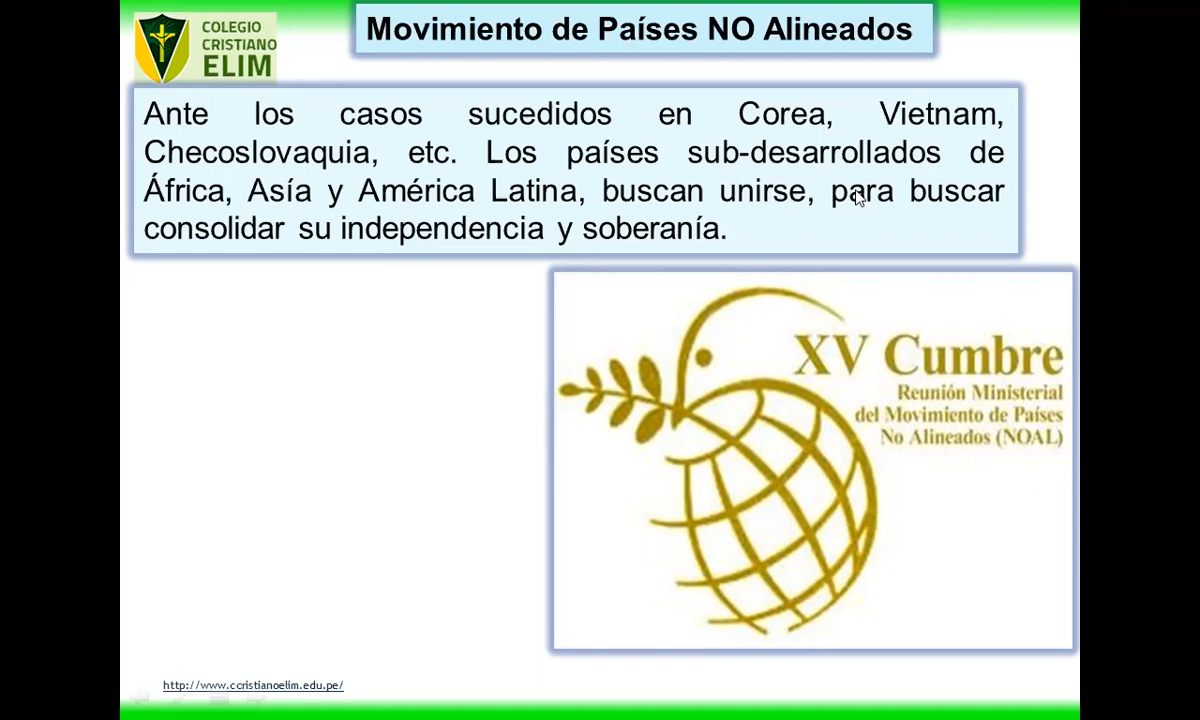 COLEGIO
CRISTIANO
ELIM
Movimiento de Países NO Alineados
Ante los casos sucedidos en Corea, Vietnam,
Checoslovaquia, etc. Los países sub-desarrollados de
África, Asía y América Latina, buscan unirse, para buscar
consolidar su independencia y soberanía.
XV Cumbre
Reunión Ministerial
del Movimiento de Países
No Alineados (NOAL)
http://www.ccristianoelim.edu.pe/